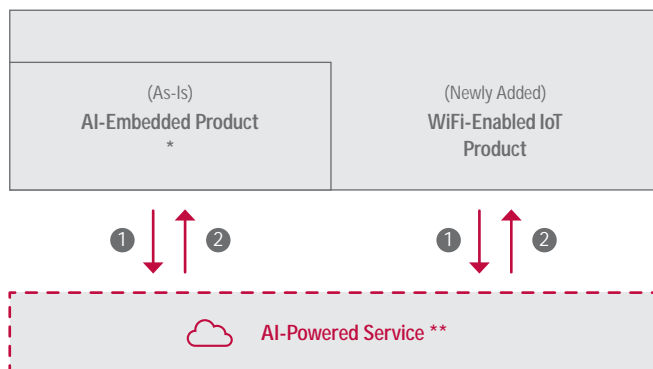 (As-Is)
AI-Embedded Product
*
(Newly Added)
WiFi-Enabled IoT
Product
1
2
1
2
AI-Powered Service **